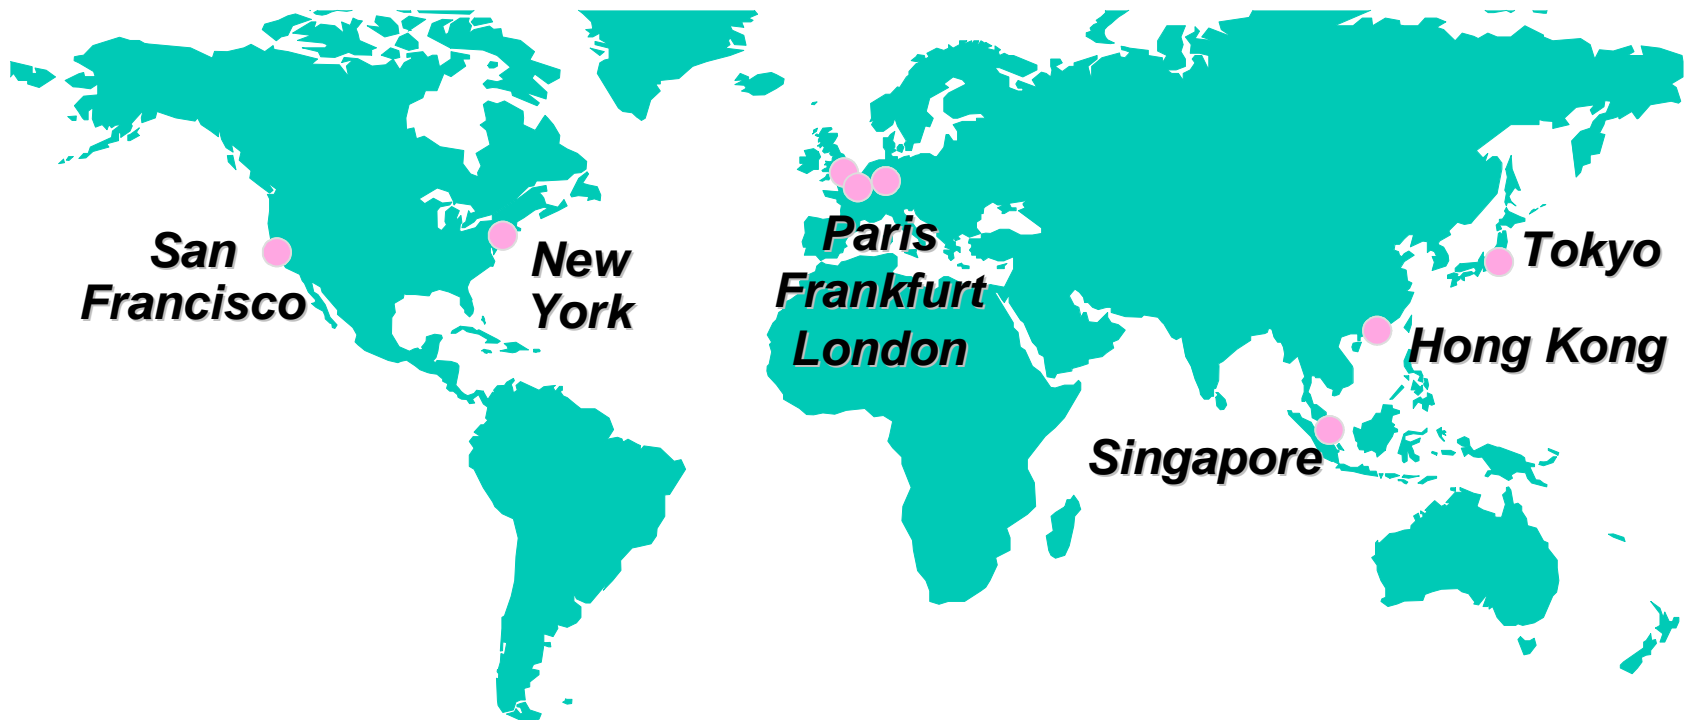 San
Francisco
New
York
Paris
Frankfurt
London
Tokyo
Hong Kong
Singapore